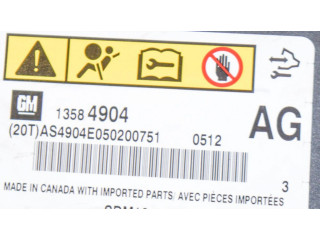 GM
1358 4904
AG
(20T)AS4904E050200751 0512
3
MADE IN CANADA WITH IMPORTED PARTS/ AVEC PIÈCES IMPORTÉES